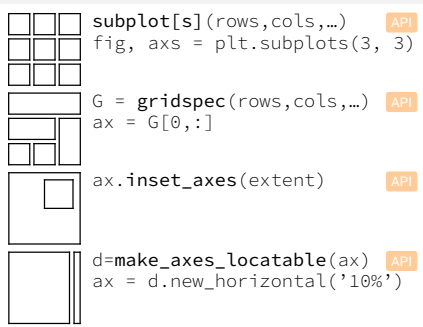 subplot[s](rows,cols,…) API
fig, axs = plt.subplots(3, 3)
G = gridspec(rows,cols,…) API
ax = G[0,:]
ax.inset_axes(extent) API
d=make_axes_locatable(ax) API
ax = d.new_horizontal(’10%’)